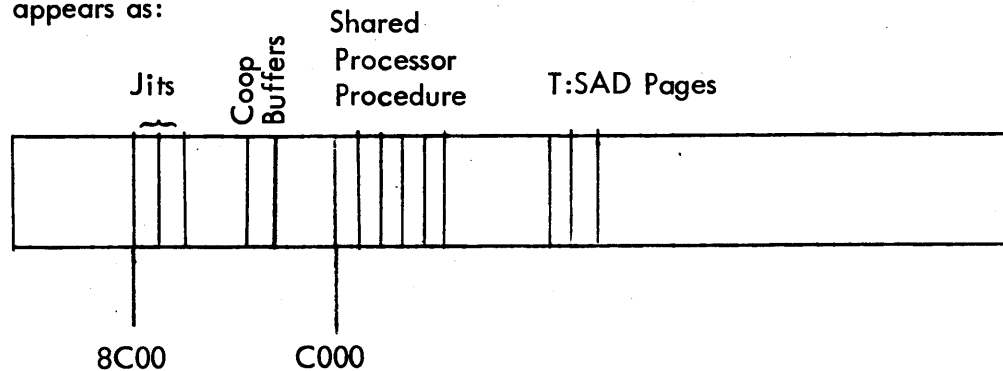 appears as:
Jits
Coop
Buffers
Shared
Processor
Procedure
T:SAD Pages
8C00
C000